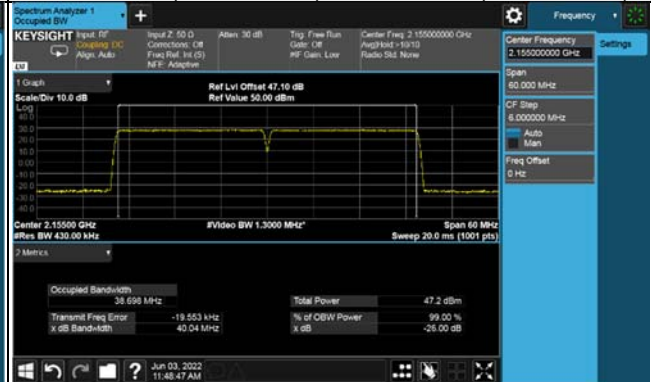 Spectrum Analyzer 1
Occupied BW
Frequency
KEYSIGHT
Input: RF
Coupling: DC
Align: Auto
Input Z: 50 Ω
Corrections: Off
Freq Ref: Int (S)
NFE: Adaptive
Atten: 30 dB
Trig: Free Run
Gate: Off
#IF Gain: Low
Center Freq: 2.155000000 GHz
Avg|Hold:>10/10
Radio Std: None
Center Frequency
2.155000000 GHz
Settings
Span
60.000 MHz
CF Step
6.000000 MHz
Auto
Man
Freq Offset
0 Hz
1 Graph
Scale/Div 10.0 dB
Ref Lvl Offset 47.10 dB
Ref Value 50.00 dBm
Log
40.0
30.0
20.0
10.0
0.00
-10.0
-20.0
-30.0
-40.0
Center 2.15500 GHz
#Res BW 430.00 kHz
#Video BW 1.3000 MHz*
Span 60 MHz
Sweep 20.0 ms (1001 pts)
2 Metrics
Occupied Bandwidth
38.698 MHz
Total Power
47.2 dBm
Transmit Freq Error
-19.553 kHz
% of OBW Power
99.00 %
x dB Bandwidth
40.04 MHz
x dB
-26.00 dB
?
Jun 03, 2022
11:48:47 AM